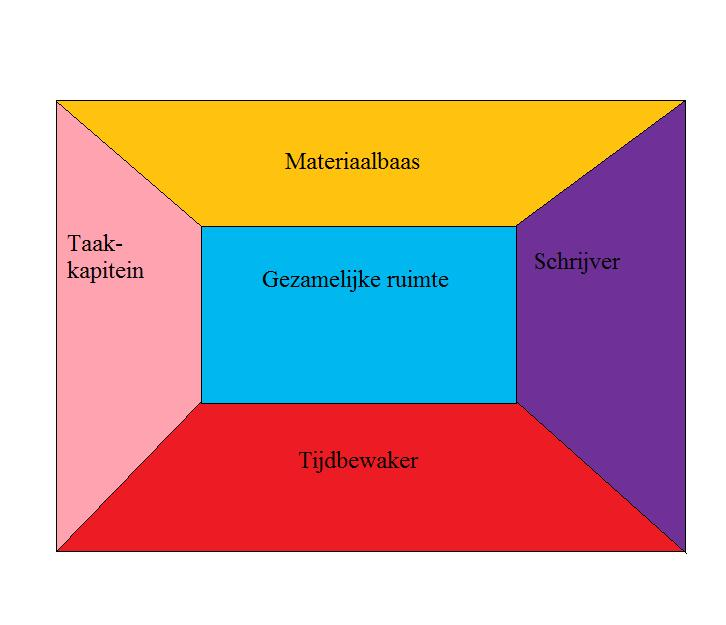 Materiaalbaas
Taak-
kapitein
Gezamelijke ruimte
Schrijver
Tijdbewaker